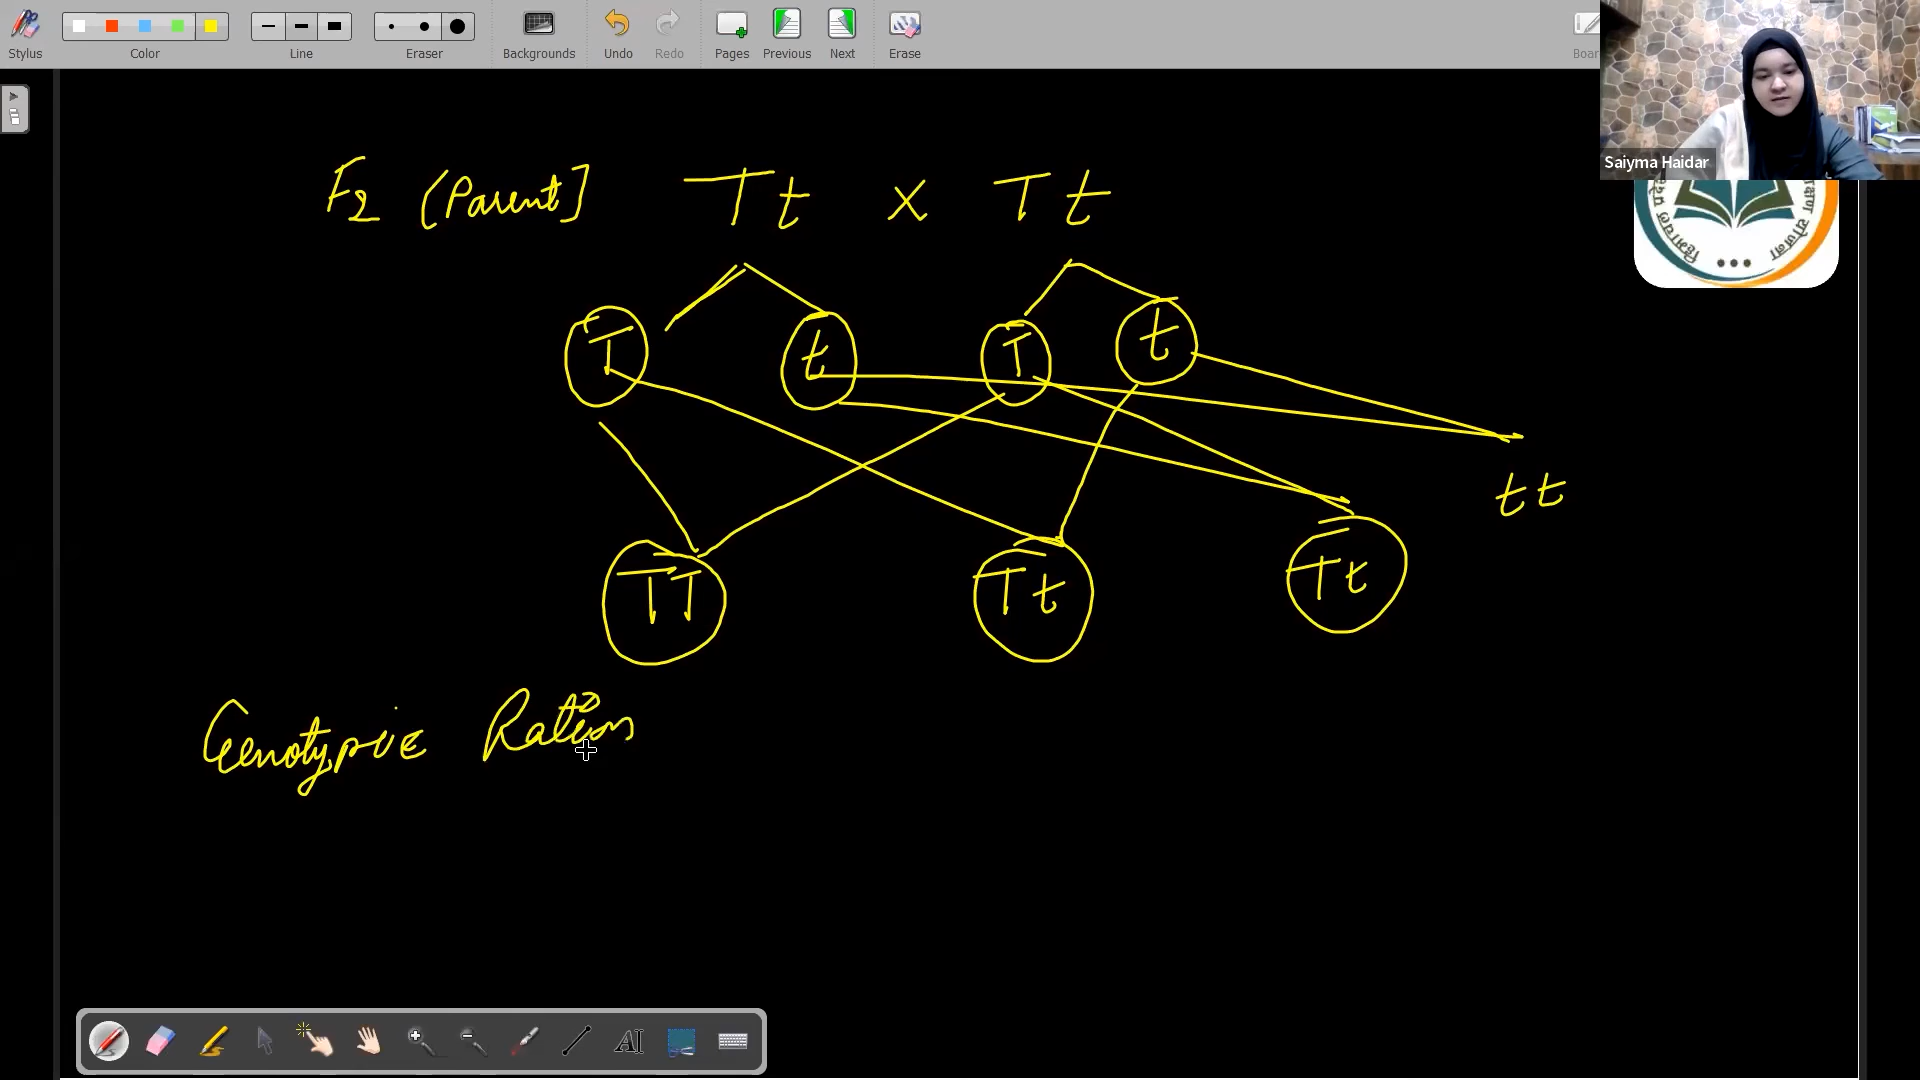 Stylus Color Line Eraser Backgrounds Undo Redo Pages Previous Next Erase
Saiyma Haidar
F2 (Parent] Tt x Tt
T t T t
tt
TT Tt Tt
Genotypic Ration